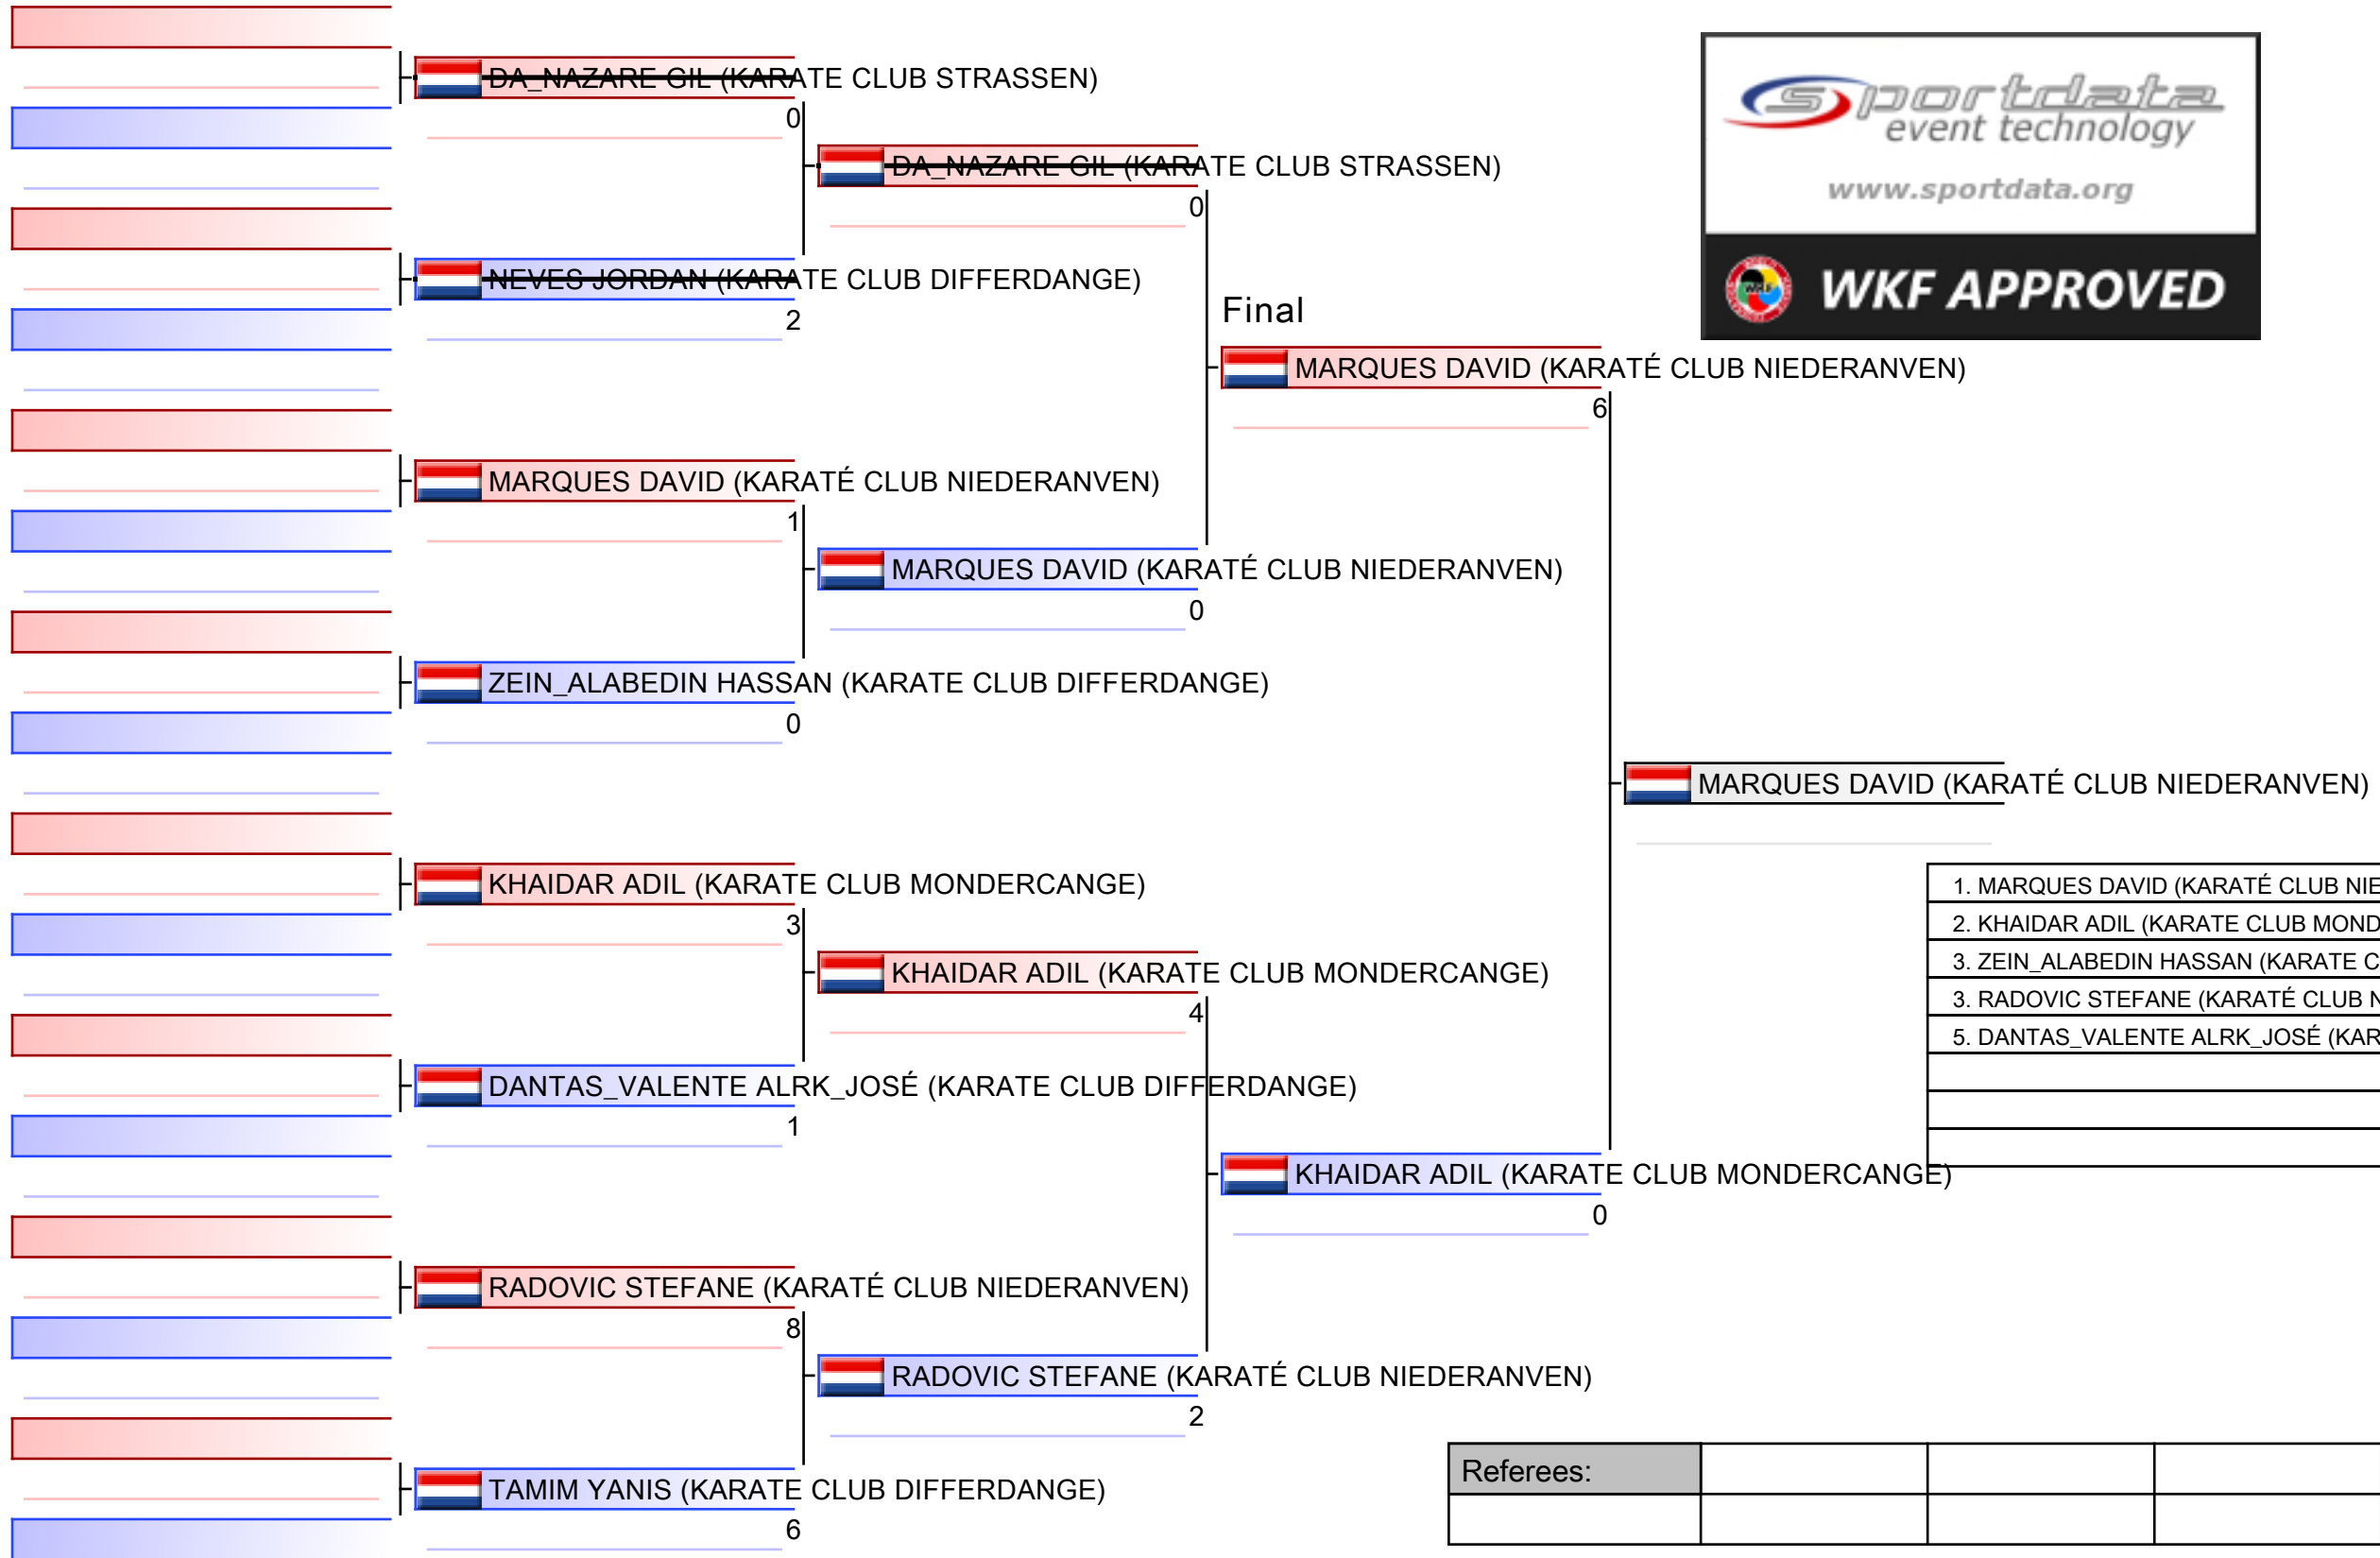 DA_NAZARE GIL (KARATE CLUB STRASSEN)
0
NEVES JORDAN (KARATE CLUB DIFFERDANGE)
2
MARQUES DAVID (KARATÉ CLUB NIEDERANVEN)
1
ZEIN_ALABEDIN HASSAN (KARATE CLUB DIFFERDANGE)
0
KHAIDAR ADIL (KARATE CLUB MONDERCANGE)
3
DANTAS_VALENTE ALRK_JOSÉ (KARATE CLUB DIFFERDANGE)
1
RADOVIC STEFANE (KARATÉ CLUB NIEDERANVEN)
8
TAMIM YANIS (KARATE CLUB DIFFERDANGE)
6
DA_NAZARE GIL (KARATE CLUB STRASSEN)
0
MARQUES DAVID (KARATÉ CLUB NIEDERANVEN)
0
KHAIDAR ADIL (KARATE CLUB MONDERCANGE)
4
RADOVIC STEFANE (KARATÉ CLUB NIEDERANVEN)
2
Final
MARQUES DAVID (KARATÉ CLUB NIEDERANVEN)
6
KHAIDAR ADIL (KARATE CLUB MONDERCANGE)
0
MARQUES DAVID (KARATÉ CLUB NIEDERANVEN)
sportdata
event technology
www.sportdata.org
WKF
WKF APPROVED
1. MARQUES DAVID (KARATÉ CLUB NIE
2. KHAIDAR ADIL (KARATE CLUB MOND
3. ZEIN_ALABEDIN HASSAN (KARATE C
3. RADOVIC STEFANE (KARATÉ CLUB N
5. DANTAS_VALENTE ALRK_JOSÉ (KAR
Referees: